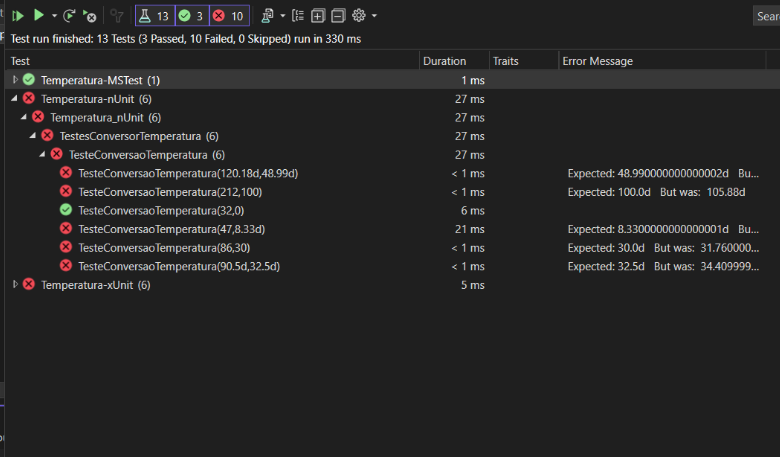 13 3 10
Sear
Test run finished: 13 Tests (3 Passed, 10 Failed, 0 Skipped) run in 330 ms
Test Duration Traits Error Message
Temperatura-MSTest (1) 1 ms
Temperatura-nUnit (6) 27 ms
Temperatura_nUnit (6) 27 ms
TestesConversorTemperatura (6) 27 ms
TesteConversaoTemperatura (6) 27 ms
TesteConversaoTemperatura(120.18d,48.99d) < 1 ms Expected: 48.990000000000002d Bu...
TesteConversaoTemperatura(212,100) < 1 ms Expected: 100.0d But was: 105.88d
TesteConversaoTemperatura(32,0) 6 ms
TesteConversaoTemperatura(47,8.33d) 21 ms Expected: 8.3300000000000001d Bu...
TesteConversaoTemperatura(86,30) < 1 ms Expected: 30.0d But was: 31.760000...
TesteConversaoTemperatura(90.5d,32.5d) < 1 ms Expected: 32.5d But was: 34.409999...
Temperatura-xUnit (6) 5 ms